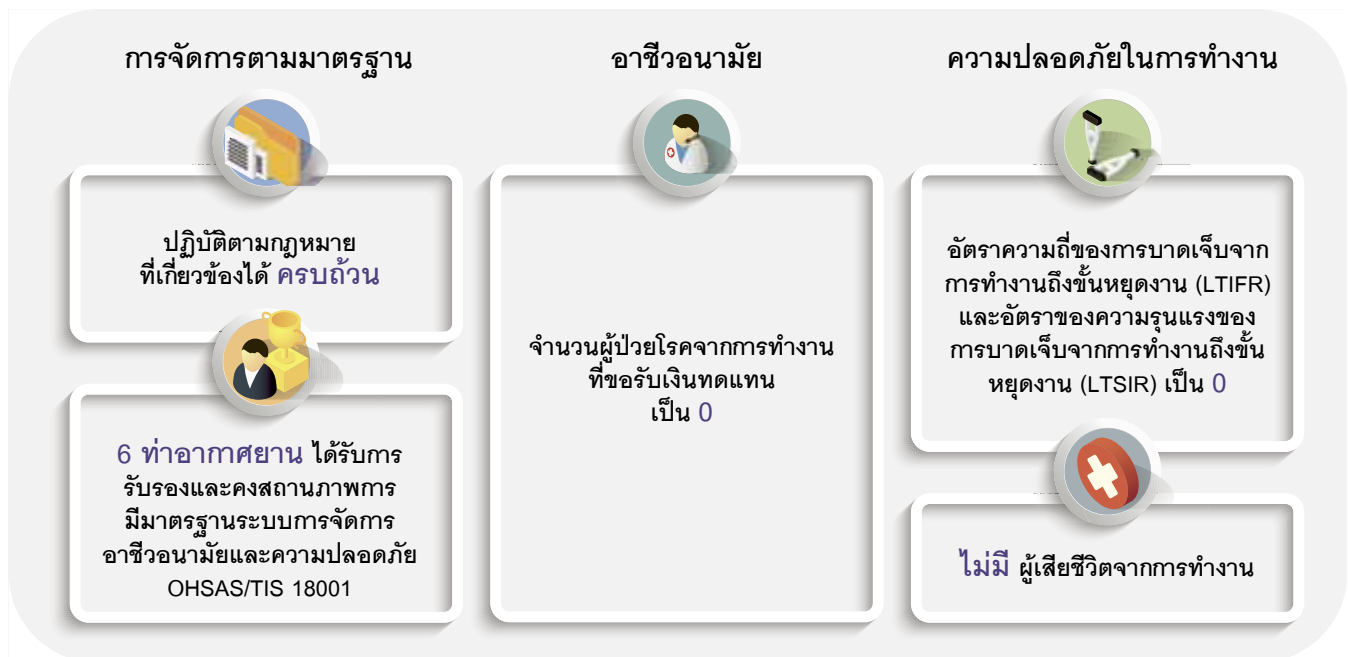 การจัดการตามมาตรฐาน
ปฏิบัติตามกฎหมาย
ที่เกี่ยวข้องได้ ครบถ้วน
6 ท่าอากาศยาน ได้รับการ
รับรองและคงสถานภาพการ
มีมาตรฐานระบบการจัดการ
อาชีวอนามัยและความปลอดภัย
OHSAS/TIS 18001
อาชีวอนามัย
จำนวนผู้ป่วยโรคจากการทำงาน
ที่ขอรับเงินทดแทน
เป็น 0
ความปลอดภัยในการทำงาน
อัตราความถี่ของการบาดเจ็บจาก
การทำงานถึงขั้นหยุดงาน (LTIFR)
และอัตราของความรุนแรงของ
การบาดเจ็บจากการทำงานถึงขั้น
หยุดงาน (LTSIR) เป็น 0
ไม่มี ผู้เสียชีวิตจากการทำงาน